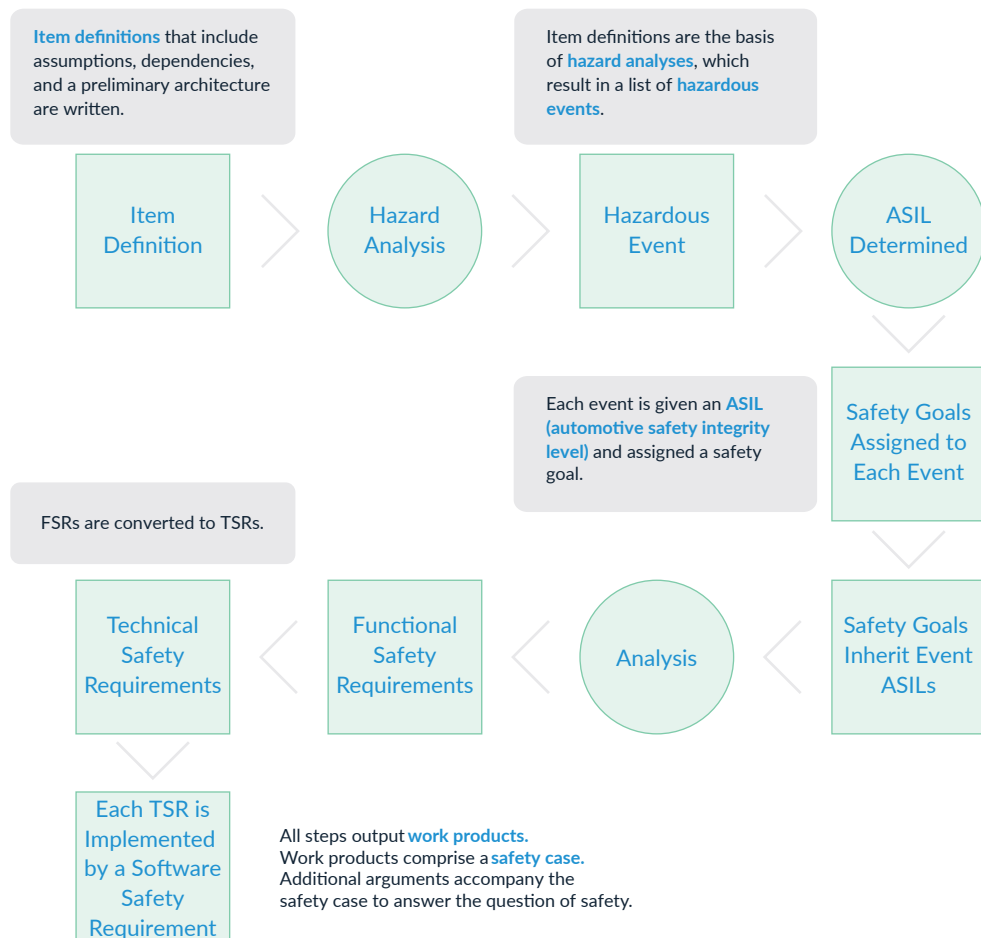 Item definitions that include
assumptions, dependencies,
and a preliminary architecture
are written.
Item definitions are the basis
of hazard analyses, which
result in a list of hazardous
events.
Item
Definition
Hazard
Analysis
Hazardous
Event
ASIL
Determined
Each event is given an ASIL
(automotive safety integrity
level) and assigned a safety
goal.
Safety Goals
Assigned to
Each Event
FSRs are converted to TSRs.
Technical
Safety
Requirements
Functional
Safety
Requirements
Analysis
Safety Goals
Inherit Event
ASILs
Each TSR is
Implemented
by a Software
Safety
Requirement
All steps output work products.
Work products comprise a safety case.
Additional arguments accompany the
safety case to answer the question of safety.